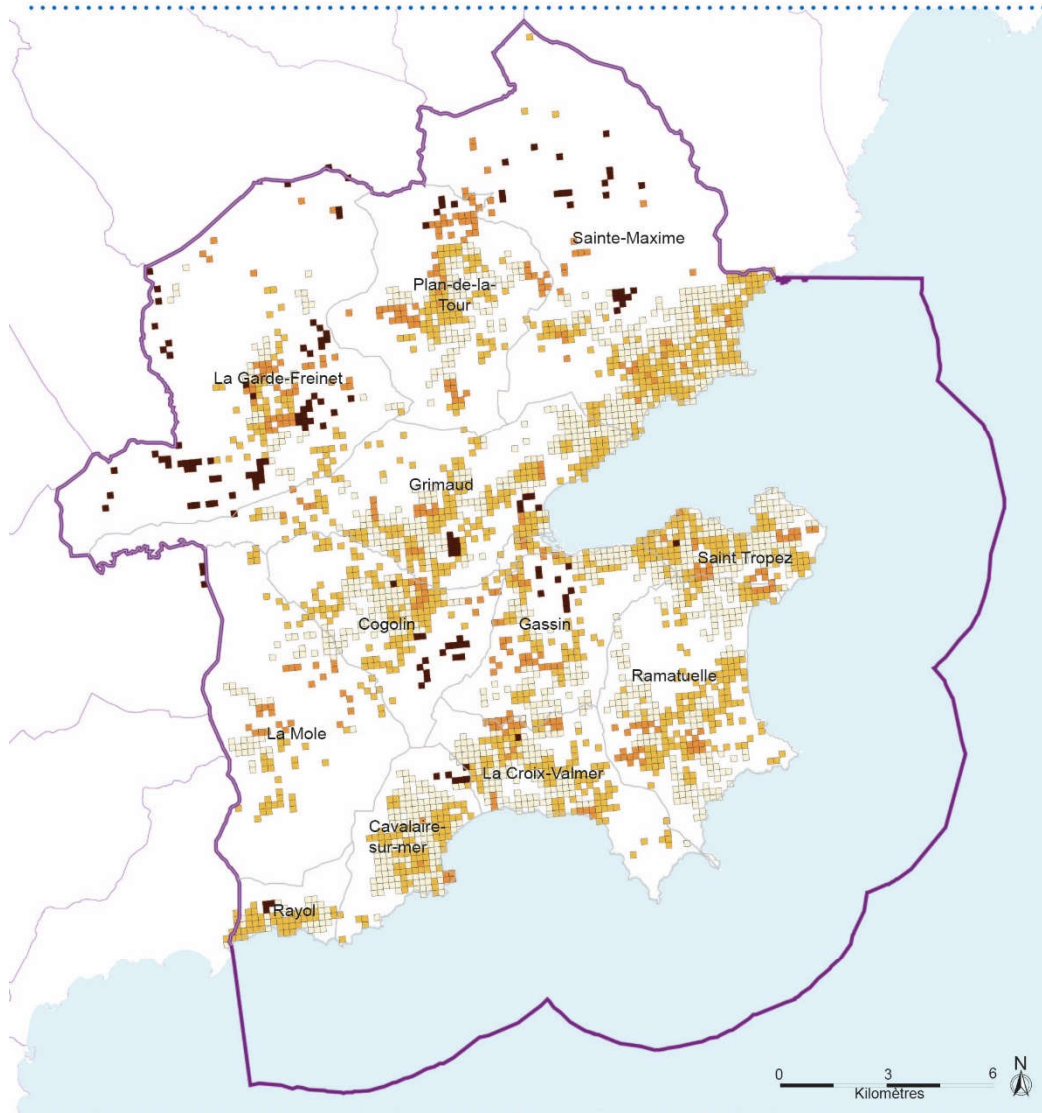 Sainte-Maxime
Plan-de-la-
Tour
La Garde-Freinet
Grimaud
Saint Tropez
Cogolin
Gassin
Ramatuelle
La Mole
La Croix-Valmer
Cavalaire-
sur-mer
Rayol
0 3 6
Kilomètres
N